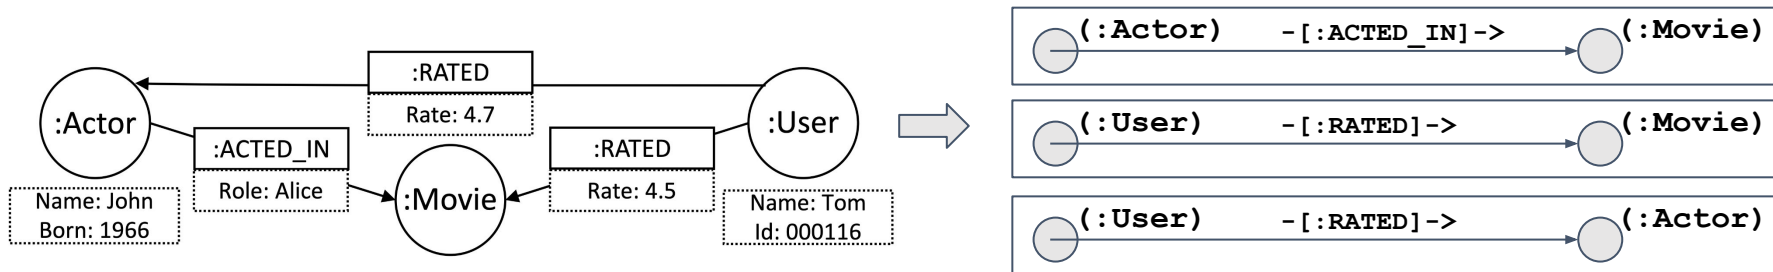 :RATED
Rate: 4.7
:Actor
:User
:ACTED_IN
Role: Alice
:Movie
:RATED
Rate: 4.5
Name: John
Born: 1966
Name: Tom
Id: 000116
(:Actor) -[:ACTED_IN]-> (:Movie)
(:User) -[:RATED]-> (:Movie)
(:User) -[:RATED]-> (:Actor)